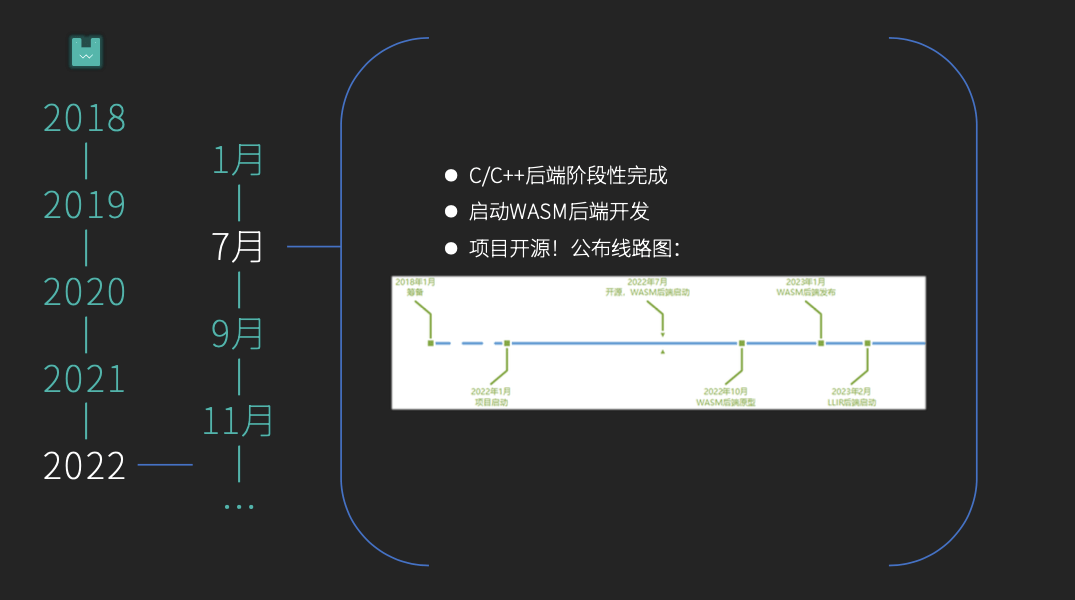 2018
2019
2020
2021
2022
1月
7月
9月
11月
...
C/C++后端阶段性完成
启动WASM后端开发
项目开源！公布线路图：
2018年1月
筹备
2022年7月
开源、WASM后端启动
2023年1月
WASM后端发布
2022年1月
项目启动
2022年10月
WASM后端原型
2023年2月
LLIR后端启动